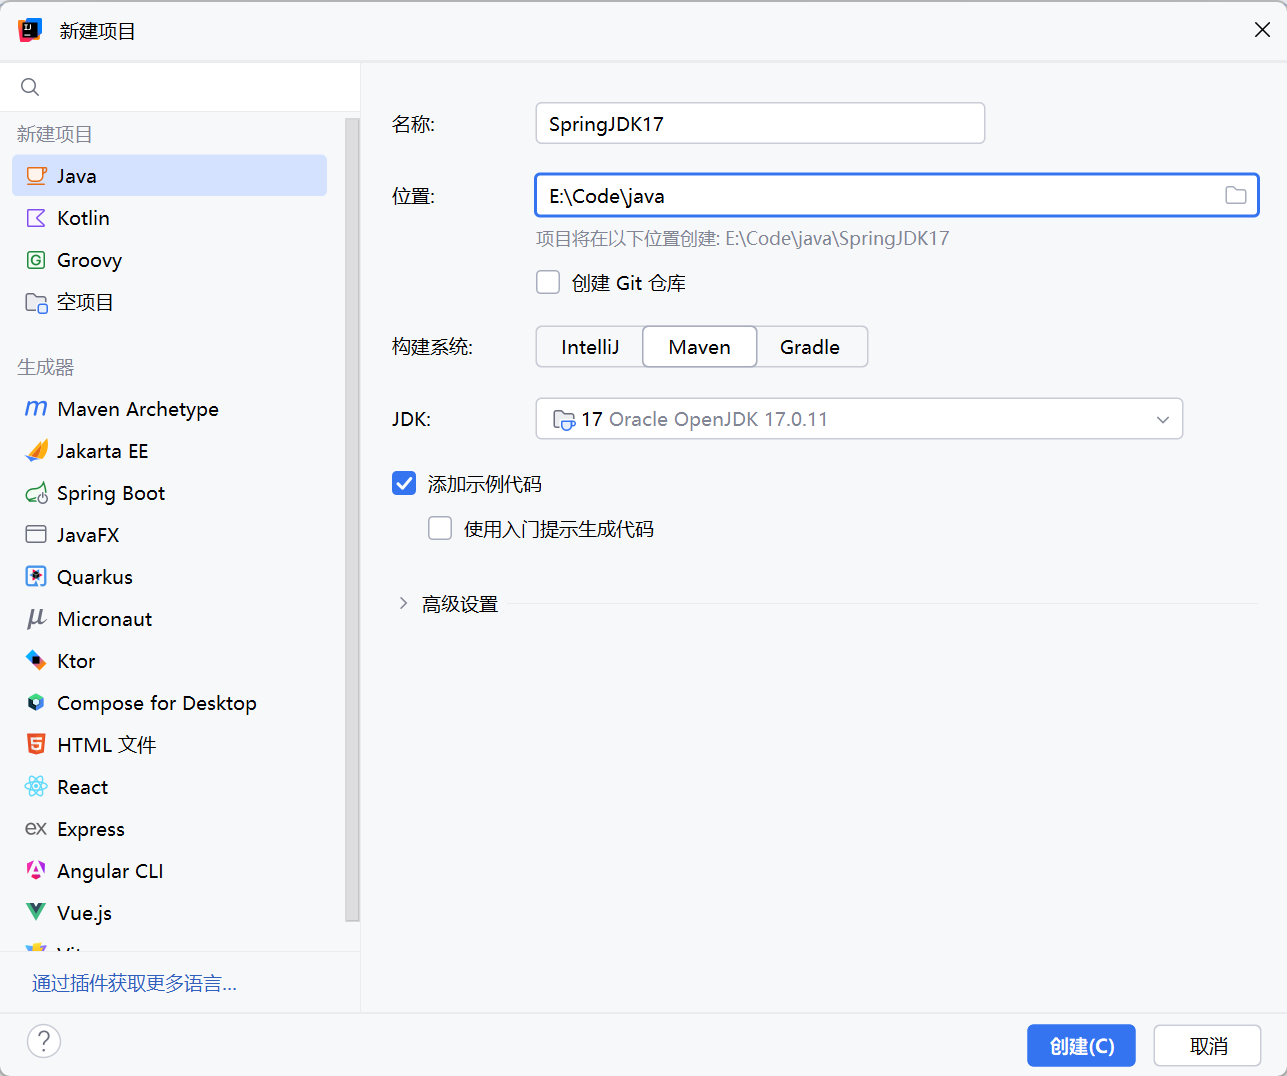 新建项目
新建项目
Java
Kotlin
Groovy
空项目
生成器
Maven Archetype
Jakarta EE
Spring Boot
JavaFX
Quarkus
Micronaut
Ktor
Compose for Desktop
HTML 文件
React
Express
Angular CLI
Vue.js
通过插件获取更多语言...
名称: SpringJDK17
位置: E:\Code\java
项目将在以下位置创建: E:\Code\java\SpringJDK17
创建 Git 仓库
构建系统: IntelliJ Maven Gradle
JDK: 17 Oracle OpenJDK 17.0.11
添加示例代码
使用入门提示生成代码
高级设置
? 创建(C) 取消